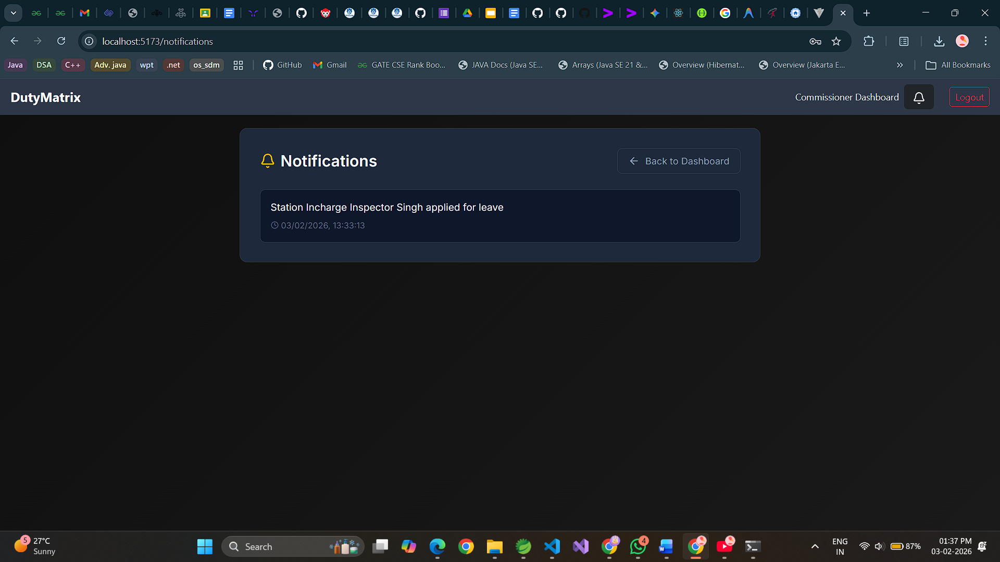 localhost:5173/notifications
Java DSA C++ Adv. java wpt .net os_sdm GitHub Gmail GATE CSE Rank Boo... JAVA Docs (Java SE... Arrays (Java SE 21 &... Overview (Hibernat... Overview (Jakarta E... All Bookmarks
DutyMatrix Commissioner Dashboard Logout
Notifications Back to Dashboard
Station Incharge Inspector Singh applied for leave
03/02/2026, 13:33:13
5 27°C
Sunny
Search
4
ENG
IN
87%
01:37 PM
03-02-2026